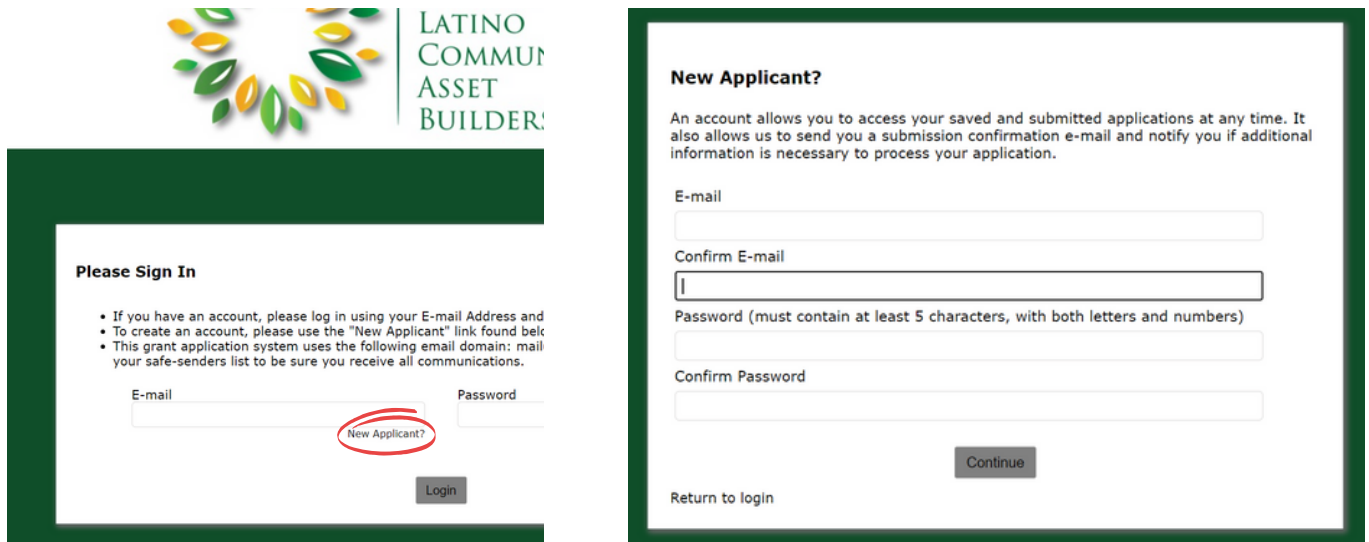 LATINO
COMMUN
ASSET
BUILDERS
Please Sign In
• If you have an account, please log in using your E-mail Address and
• To create an account, please use the "New Applicant" link found belo
• This grant application system uses the following email domain: mail
your safe-senders list to be sure you receive all communications.
E-mail
Password
New Applicant?
Login
New Applicant?
An account allows you to access your saved and submitted applications at any time. It
also allows us to send you a submission confirmation e-mail and notify you if additional
information is necessary to process your application.
E-mail
Confirm E-mail
Password (must contain at least 5 characters, with both letters and numbers)
Confirm Password
Continue
Return to login